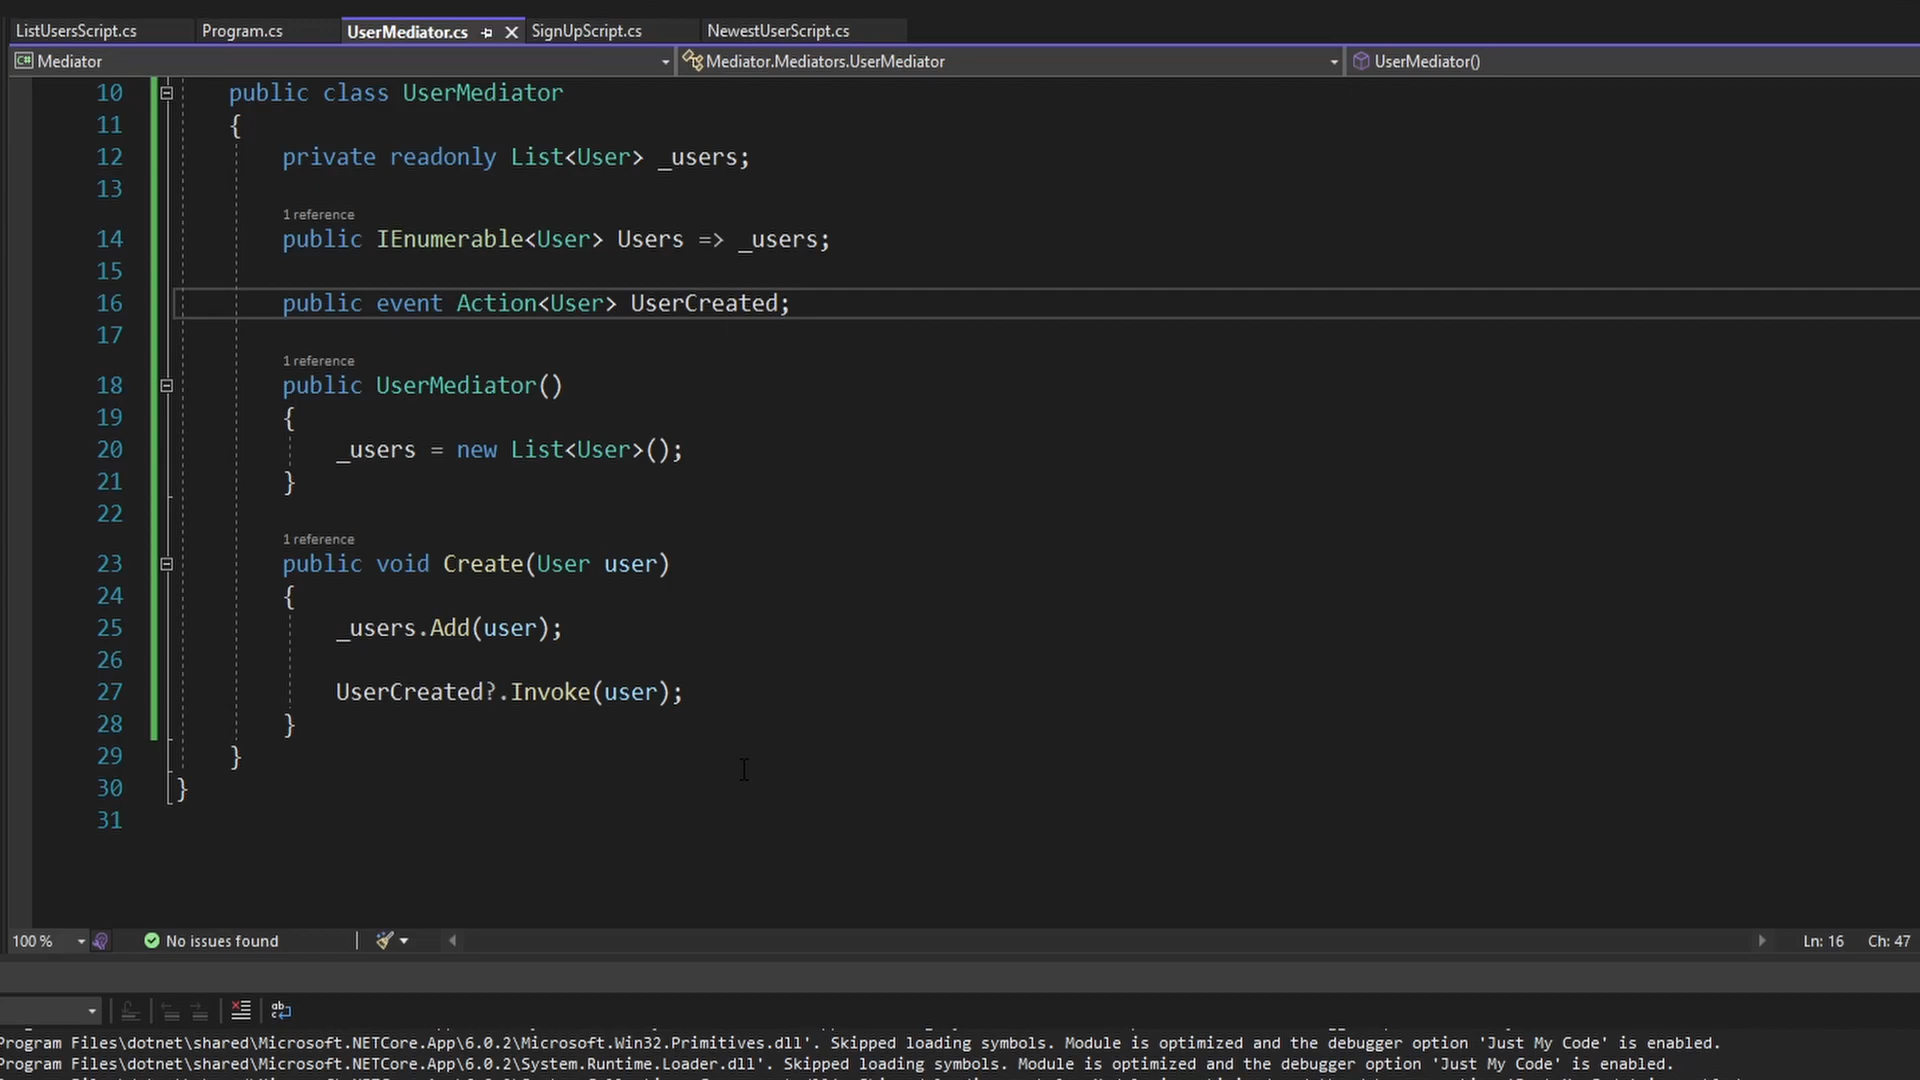 ListUsersScript.cs Program.cs UserMediator.cs SignUpScript.cs NewestUserScript.cs
C# Mediator Mediator.Mediators.UserMediator UserMediator()
10 public class UserMediator
11 {
12 private readonly List<User> _users;
13
1 reference
14 public IEnumerable<User> Users => _users;
15
16 public event Action<User> UserCreated;
17
1 reference
18 public UserMediator()
19 {
20 _users = new List<User>();
21 }
22
1 reference
23 public void Create(User user)
24 {
25 _users.Add(user);
26
27 UserCreated?.Invoke(user);
28 }
29 }
30 }
31
100 % No issues found Ln: 16 Ch: 47
Program Files\dotnet\shared\Microsoft.NETCore.App\6.0.2\Microsoft.Win32.Primitives.dll'. Skipped loading symbols. Module is optimized and the debugger option 'Just My Code' is enabled.
Program Files\dotnet\shared\Microsoft.NETCore.App\6.0.2\System.Runtime.Loader.dll'. Skipped loading symbols. Module is optimized and the debugger option 'Just My Code' is enabled.